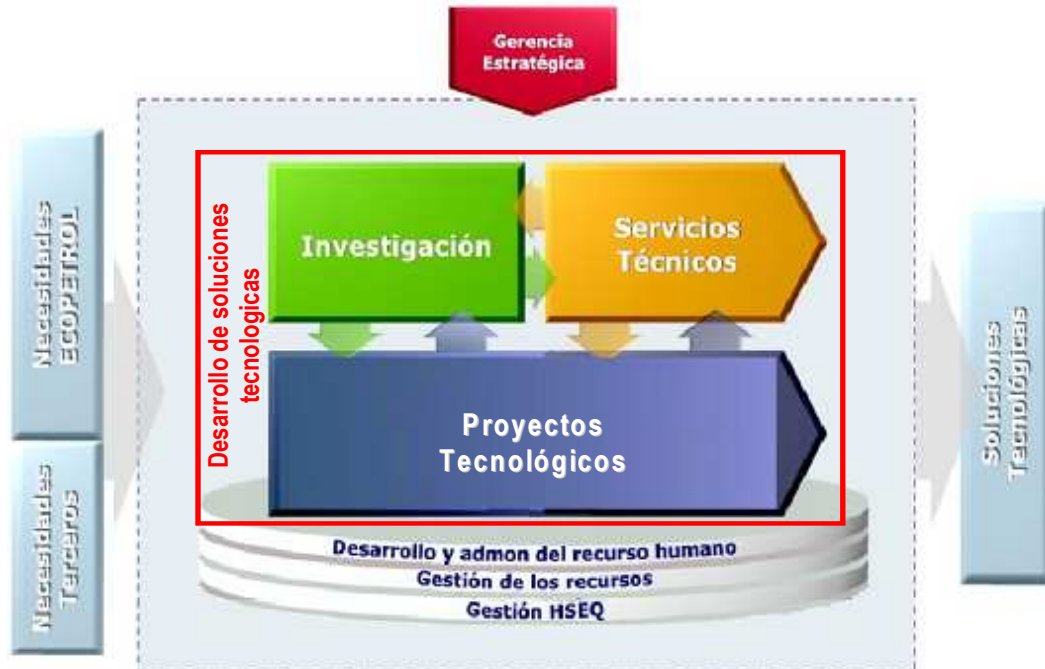 Gerencia
Estratégica
Necesidades
ECOPETROL
Necesidades
Terceros
Desarrollo de soluciones
tecnologicas
Investigación
Servicios
Técnicos
Proyectos
Tecnológicos
Desarrollo y admon del recurso humano
Gestión de los recursos
Gestión HSEQ
Soluciones
Tecnológicas